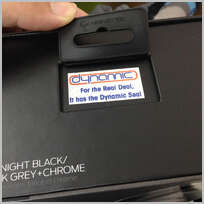 dynamic
For the Real Deal,
It has the Dynamic Seal
NIGHT BLACK/
K GREY+CHROME